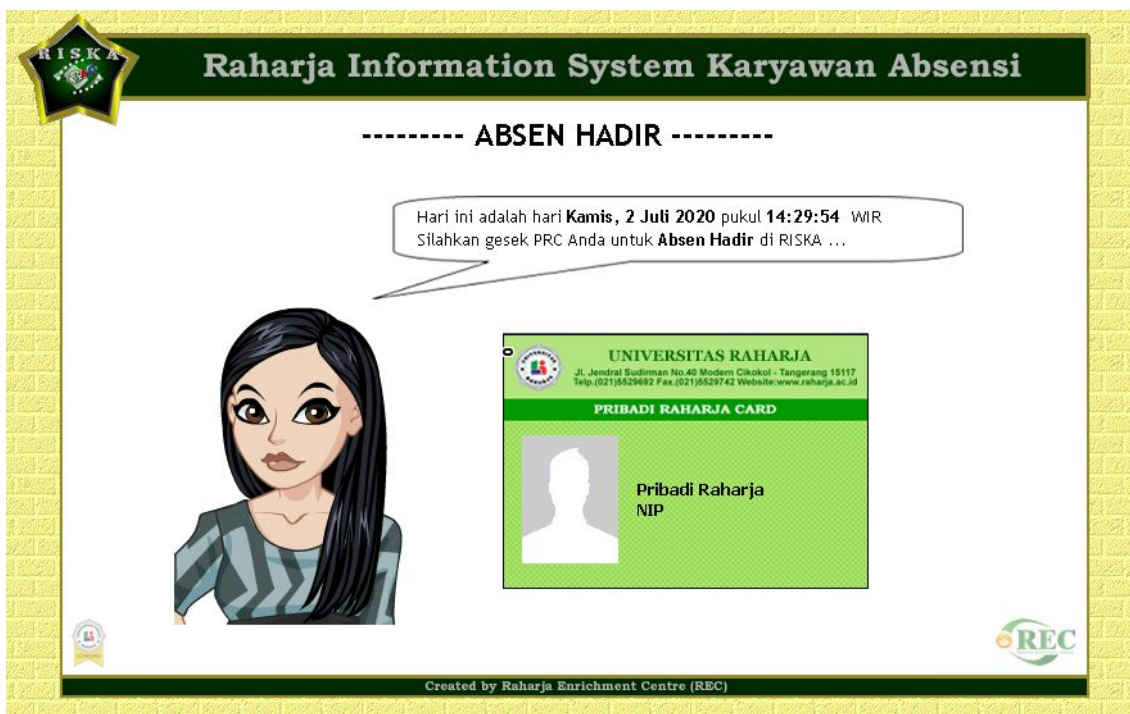 RISKA
Raharja Information System Karyawan Absensi
--------- ABSEN HADIR ---------
Hari ini adalah hari Kamis, 2 Juli 2020 pukul 14:29:54 WIR
Silahkan gesek PRC Anda untuk Absen Hadir di RISKA ...
UNIVERSITAS RAHARJA
Jl. Jendral Sudirman No.40 Modern Cikokol - Tangerang 15117
Telp.(021)5529692 Fax.(021)5529742 Website:www.raharja.ac.id
UNIVERSITAS
RAHARJA
PRIBADI RAHARJA CARD
Pribadi Raharja
NIP
REC
Created by Raharja Enrichment Centre (REC)